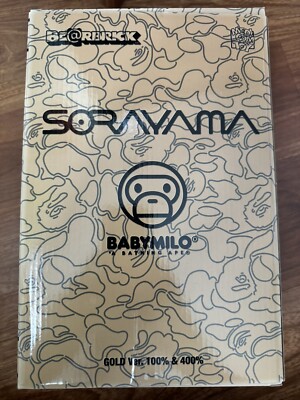 BE@RBRICK
SORAYAMA
BABYMILO®
A BATHING APE®
GOLD Ver. 100% & 400%